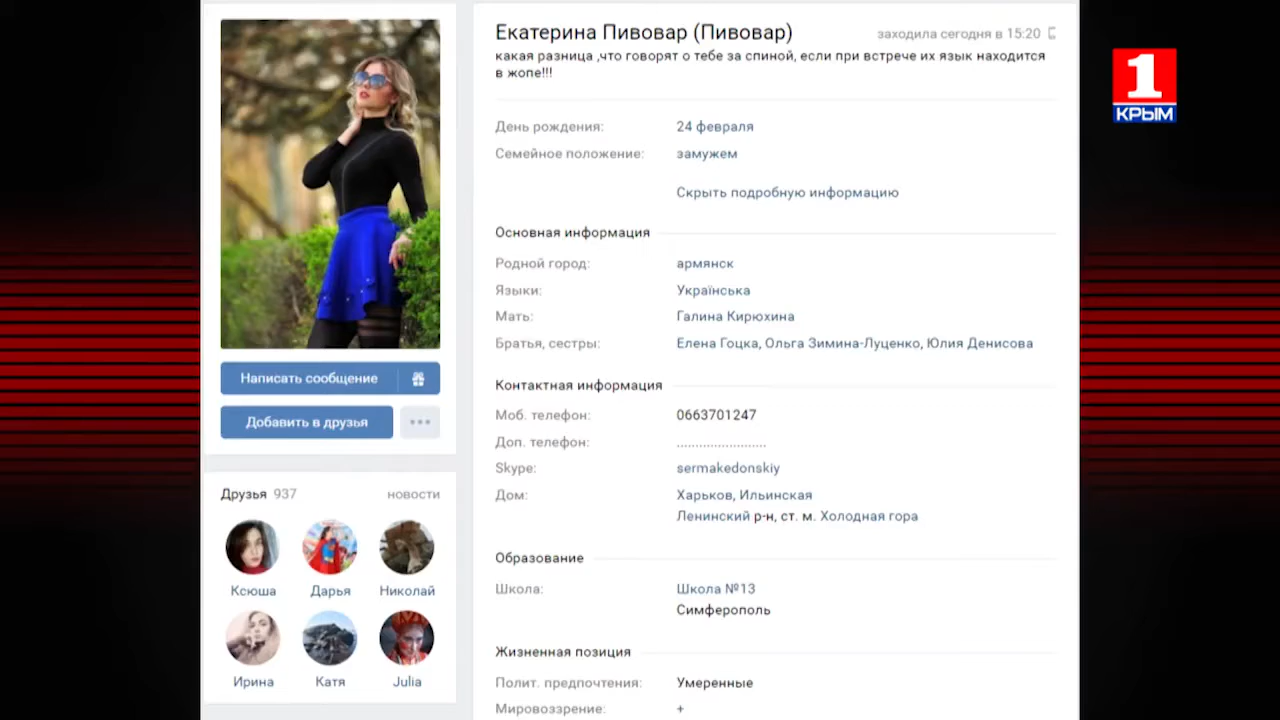 Екатерина Пивовар (Пивовар)
заходила сегодня в 15:20
какая разница ,что говорят о тебе за спиной, если при встрече их язык находится
в жопе!!!
День рождения: 24 февраля
Семейное положение: замужем
Скрыть подробную информацию
Основная информация
Родной город: армянск
Языки: Українська
Мать: Галина Кирюхина
Братья, сестры: Елена Гоцка, Ольга Зимина-Луценко, Юлия Денисова
Контактная информация
Моб. телефон: 0663701247
Доп. телефон: ........................
Skype: sermakedonskiy
Дом: Харьков, Ильинская
Ленинский р-н, ст. м. Холодная гора
Образование
Школа: Школа №13
Симферополь
Жизненная позиция
Полит. предпочтения: Умеренные
Мировоззрение: +
Написать сообщение
Добавить в друзья
Друзья 937 новости
Ксюша Дарья Николай
Ирина Катя Julia
1
КРЫМ